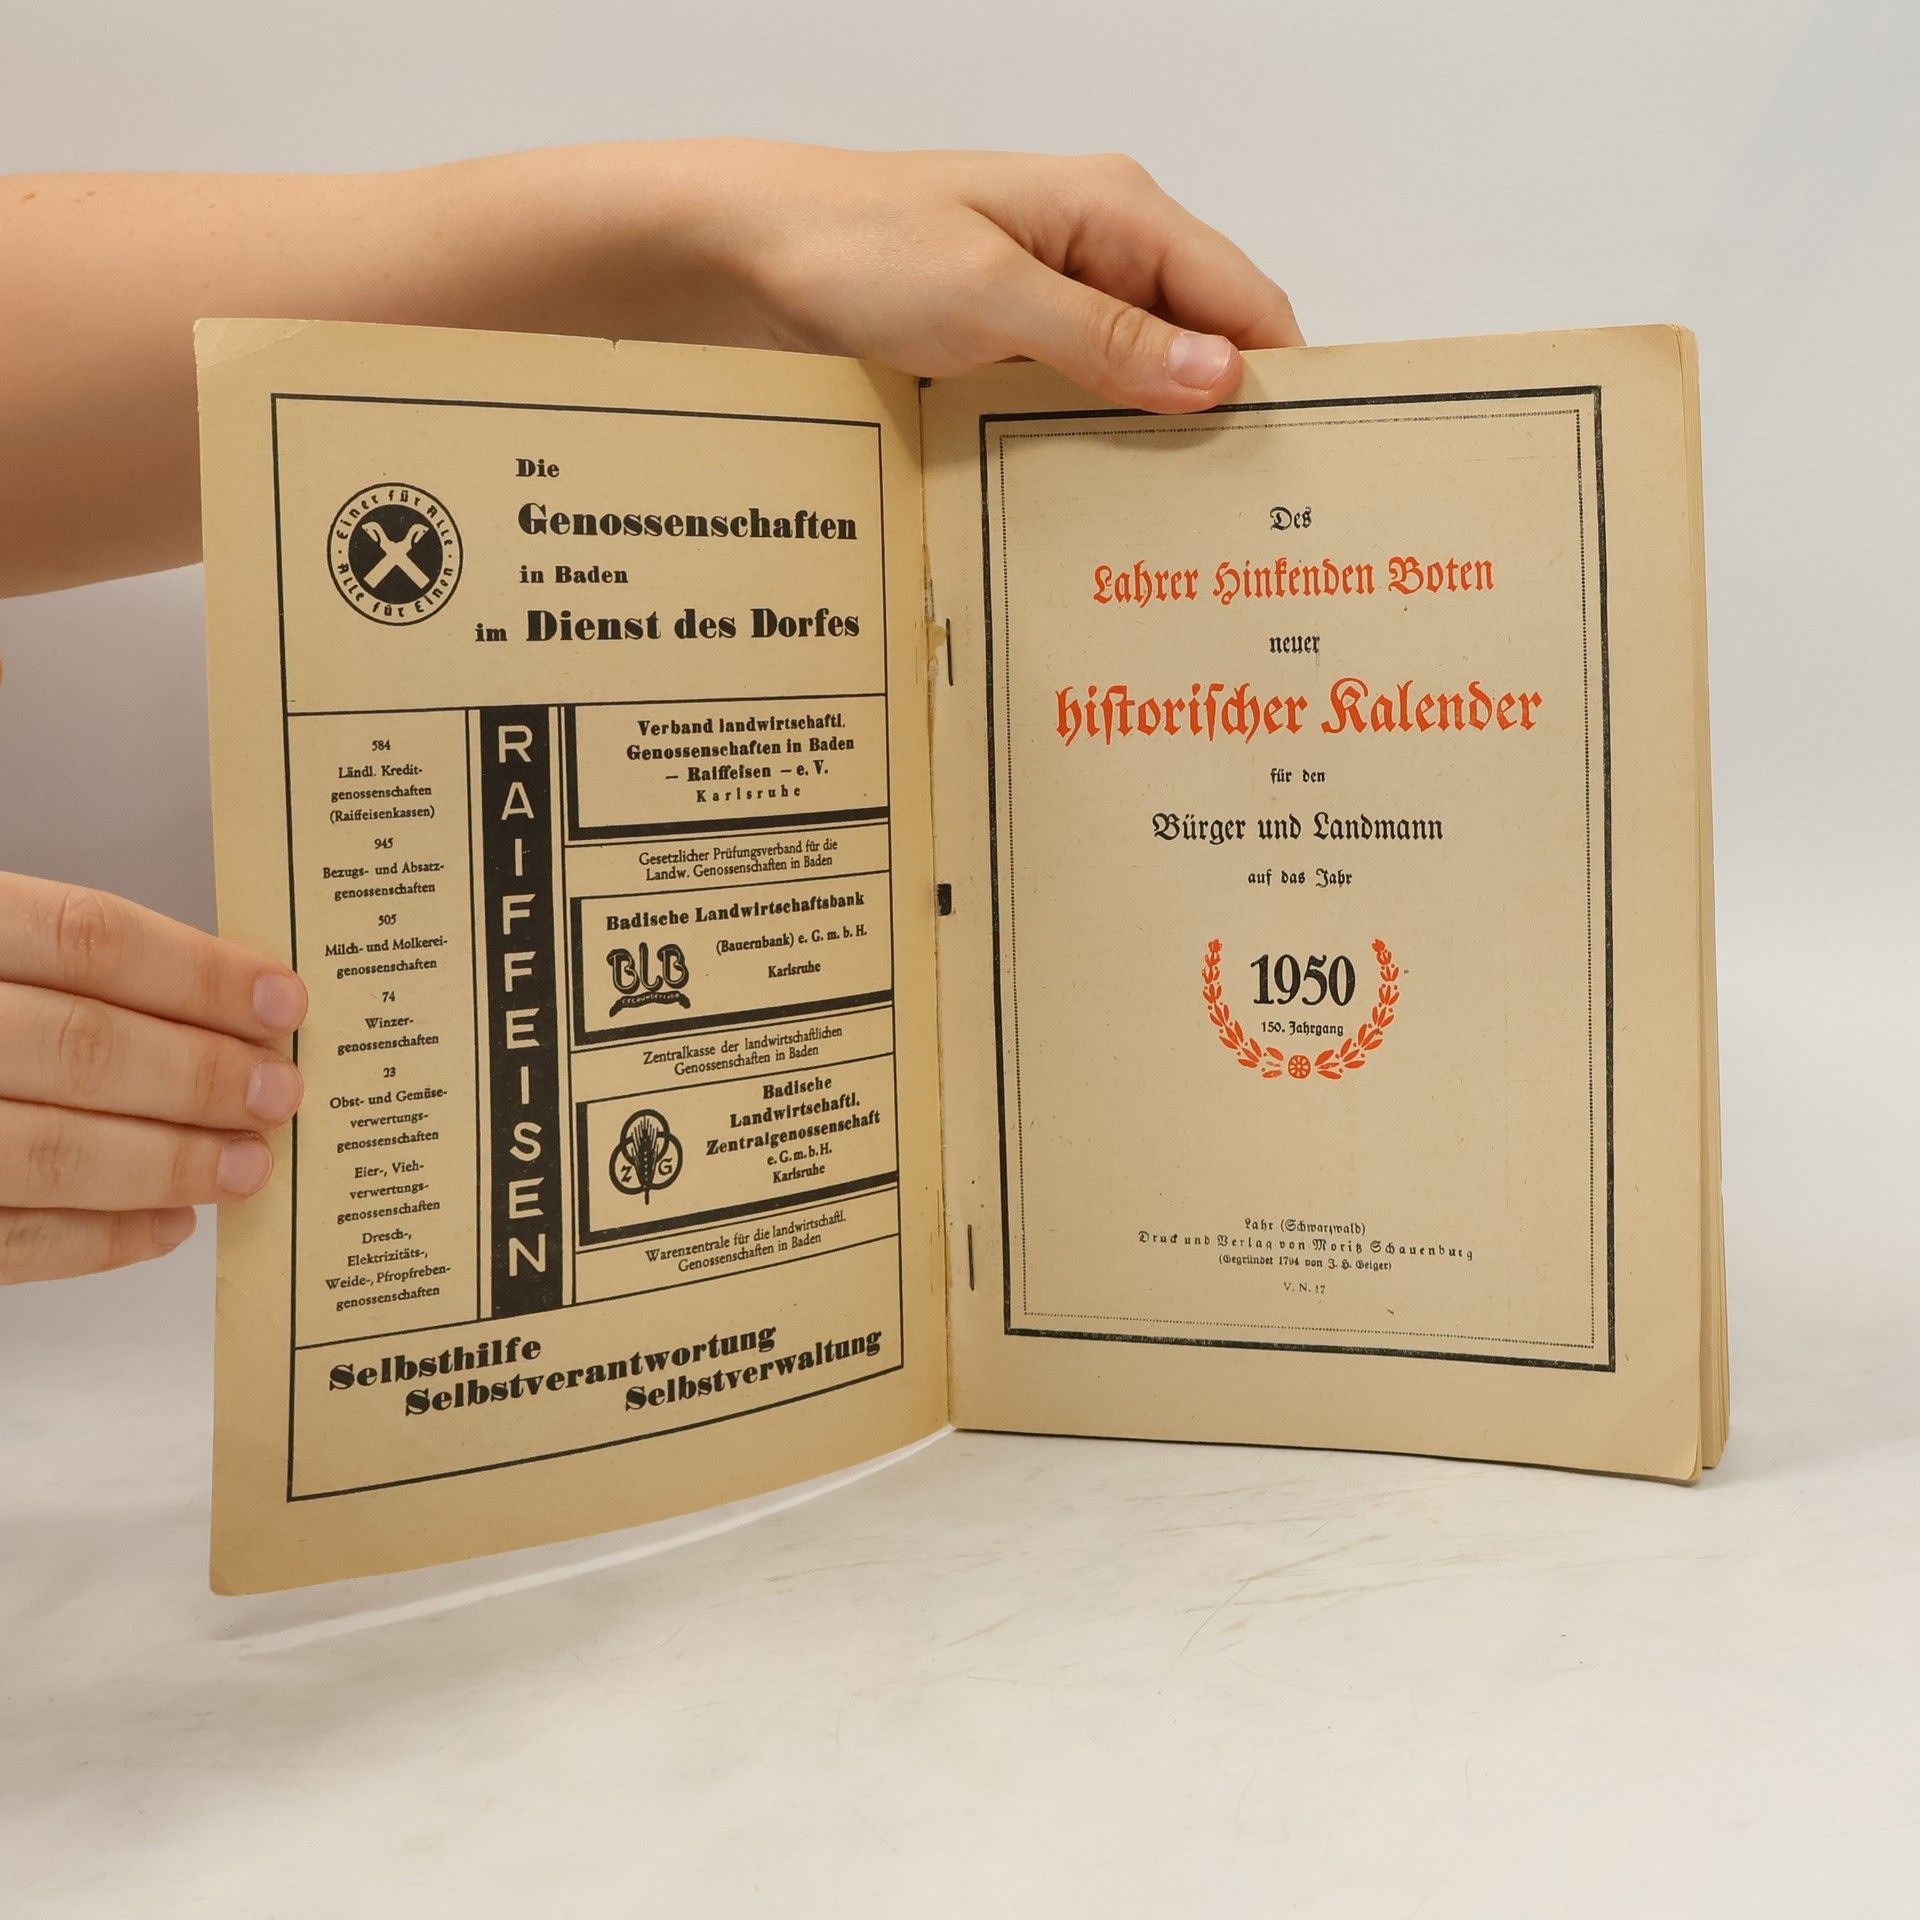 Einer für Alle · Alle für Einen ·
Die
Genossenschaften
in Baden
im Dienst des Dorfes
584
Ländl. Kredit-
genossenschaften
(Raiffeisenkassen)
945
Bezugs- und Absatz-
genossenschaften
505
Milch- und Molkerei-
genossenschaften
74
Winzer-
genossenschaften
23
Obst- und Gemüse-
verwertungs-
genossenschaften
Eier-, Vieh-
verwertungs-
genossenschaften
Dresch-,
Elektrizitäts-,
Weide-, Pfropfreben-
genossenschaften
RAIFFEISEN
Verband landwirtschaftl.
Genossenschaften in Baden
– Raiffeisen – e. V.
Karlsruhe
Gesetzlicher Prüfungsverband für die
Landw. Genossenschaften in Baden
Badische Landwirtschaftsbank
BLB
(Bauernbank) e. G. m. b. H.
Karlsruhe
Zentralkasse der landwirtschaftlichen
Genossenschaften in Baden
Z G
Badische
Landwirtschaftl.
Zentralgenossenschaft
e. G. m. b. H.
Karlsruhe
Warenzentrale für die landwirtschaftl.
Genossenschaften in Baden
Selbsthilfe
Selbstverantwortung
Selbstverwaltung
Des
Lahrer Hinkenden Boten
neuer
hiſtoriſcher Kalender
für den
Bürger und Landmann
auf das Jahr
1950
150. Jahrgang
Lahr (Schwarzwald)
Druck und Verlag von Moritz Schauenburg
(Gegründet 1794 von J. H. Geiger)
V. N. 17